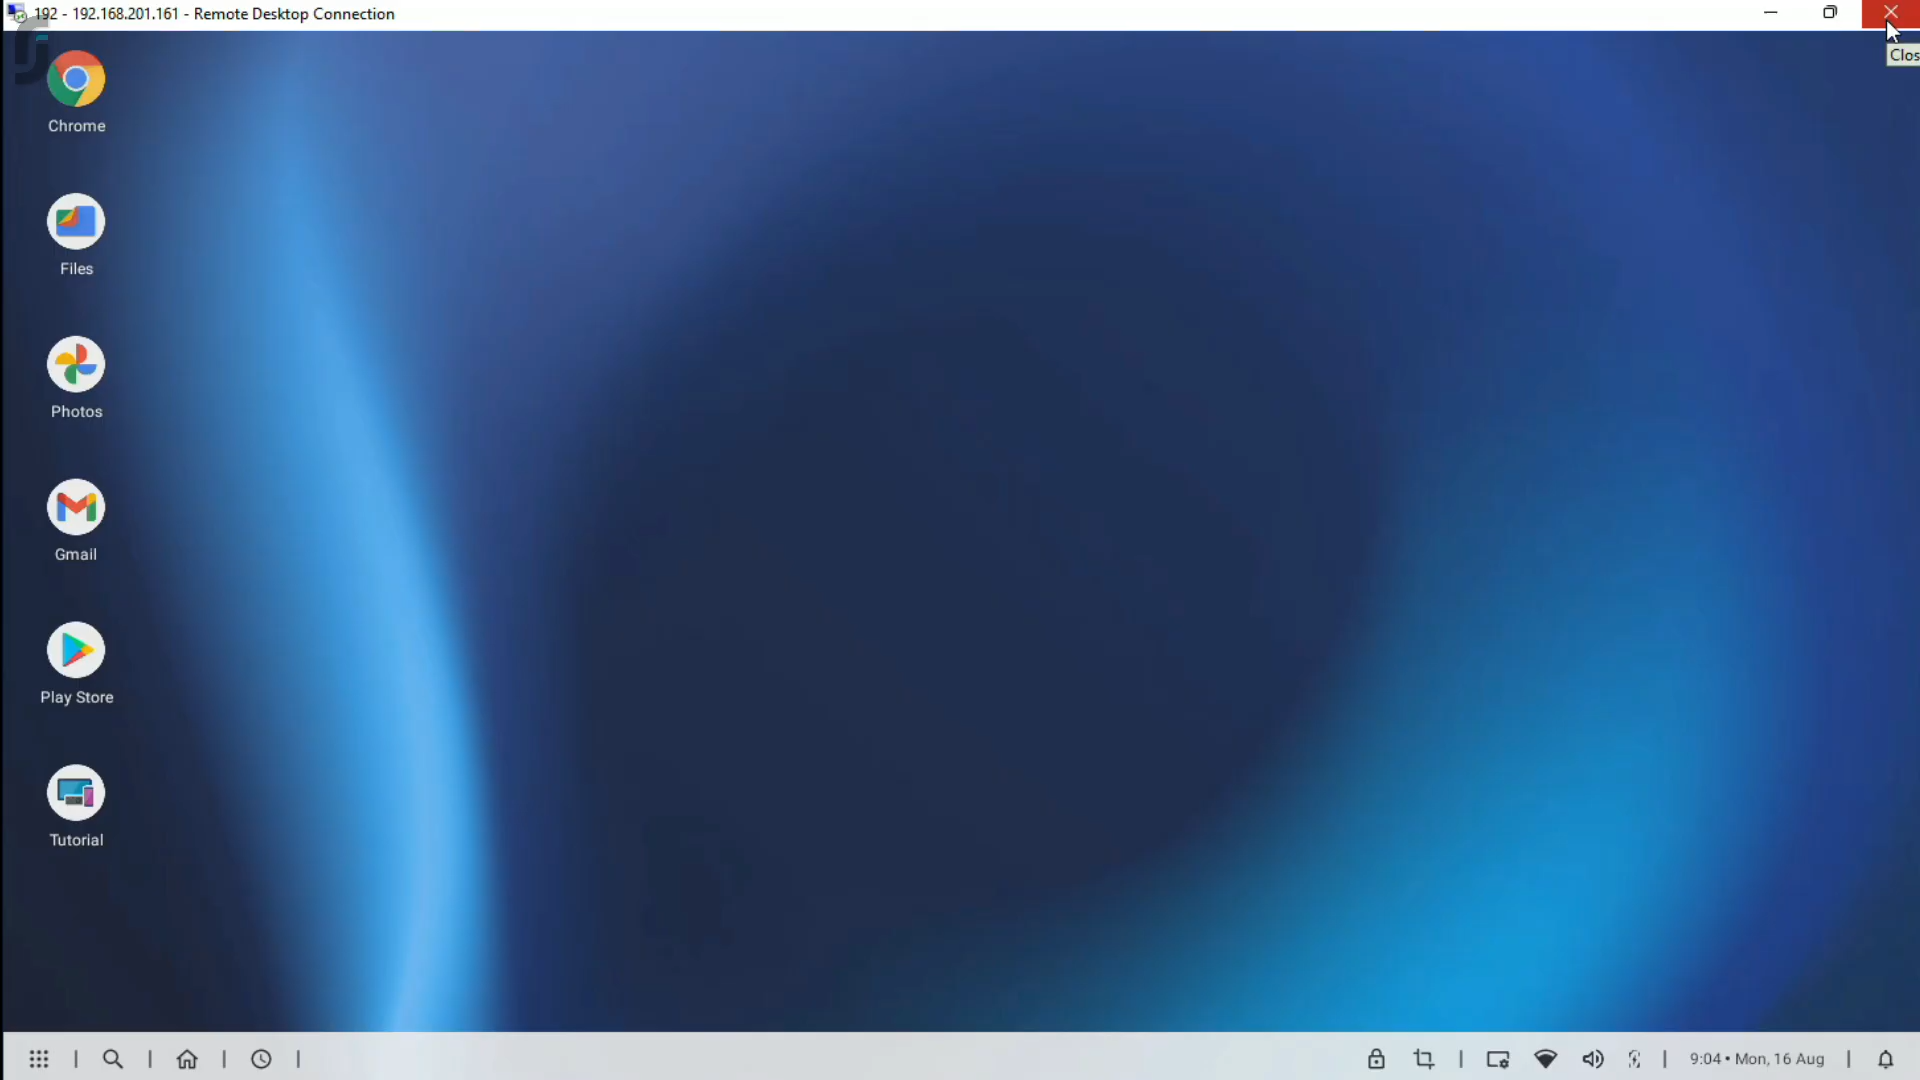 192 - 192.168.201.161 - Remote Desktop Connection
Clos
Chrome
Files
Photos
Gmail
Play Store
Tutorial
9:04 • Mon, 16 Aug